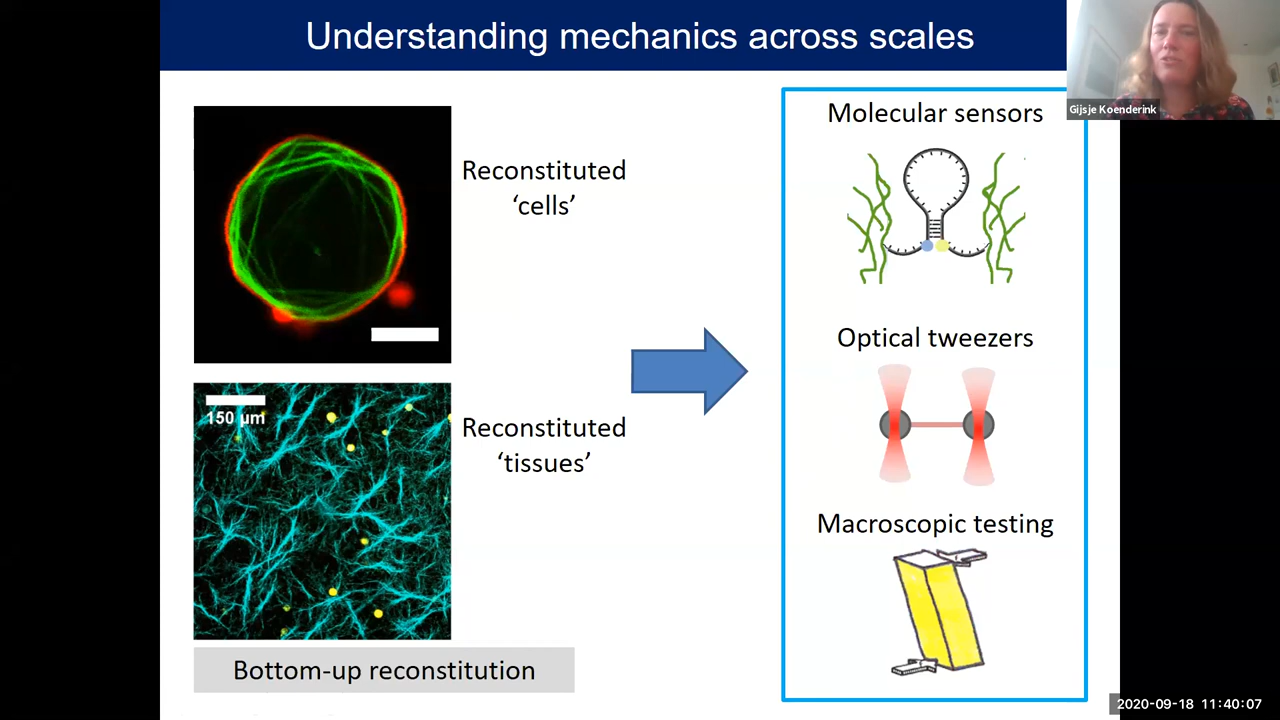 Understanding mechanics across scales
Gijsje Koenderink
Reconstituted
‘cells’
150 µm
Reconstituted
‘tissues’
Bottom-up reconstitution
Molecular sensors
Optical tweezers
Macroscopic testing
2020-09-18 11:40:07